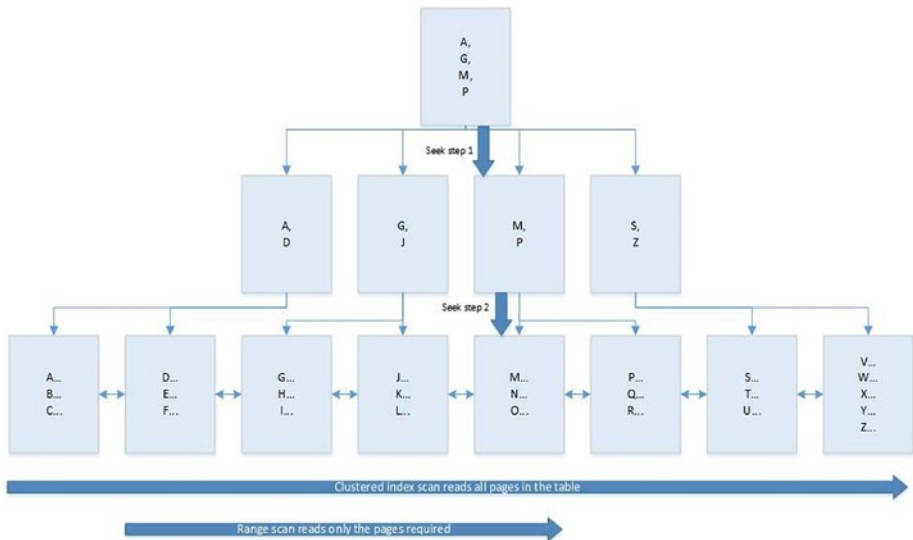 A,
G,
M,
P
Seek step 1
A,
D
G,
J
M,
P
S,
Z
Seek step 2
A...
B...
C...
D...
E...
F...
G...
H...
I...
J...
K...
L...
M...
N...
O...
P...
Q...
R...
S...
T...
U...
V...
W...
X...
Y...
Z...
Clustered index scan reads all pages in the table
Range scan reads only the pages required